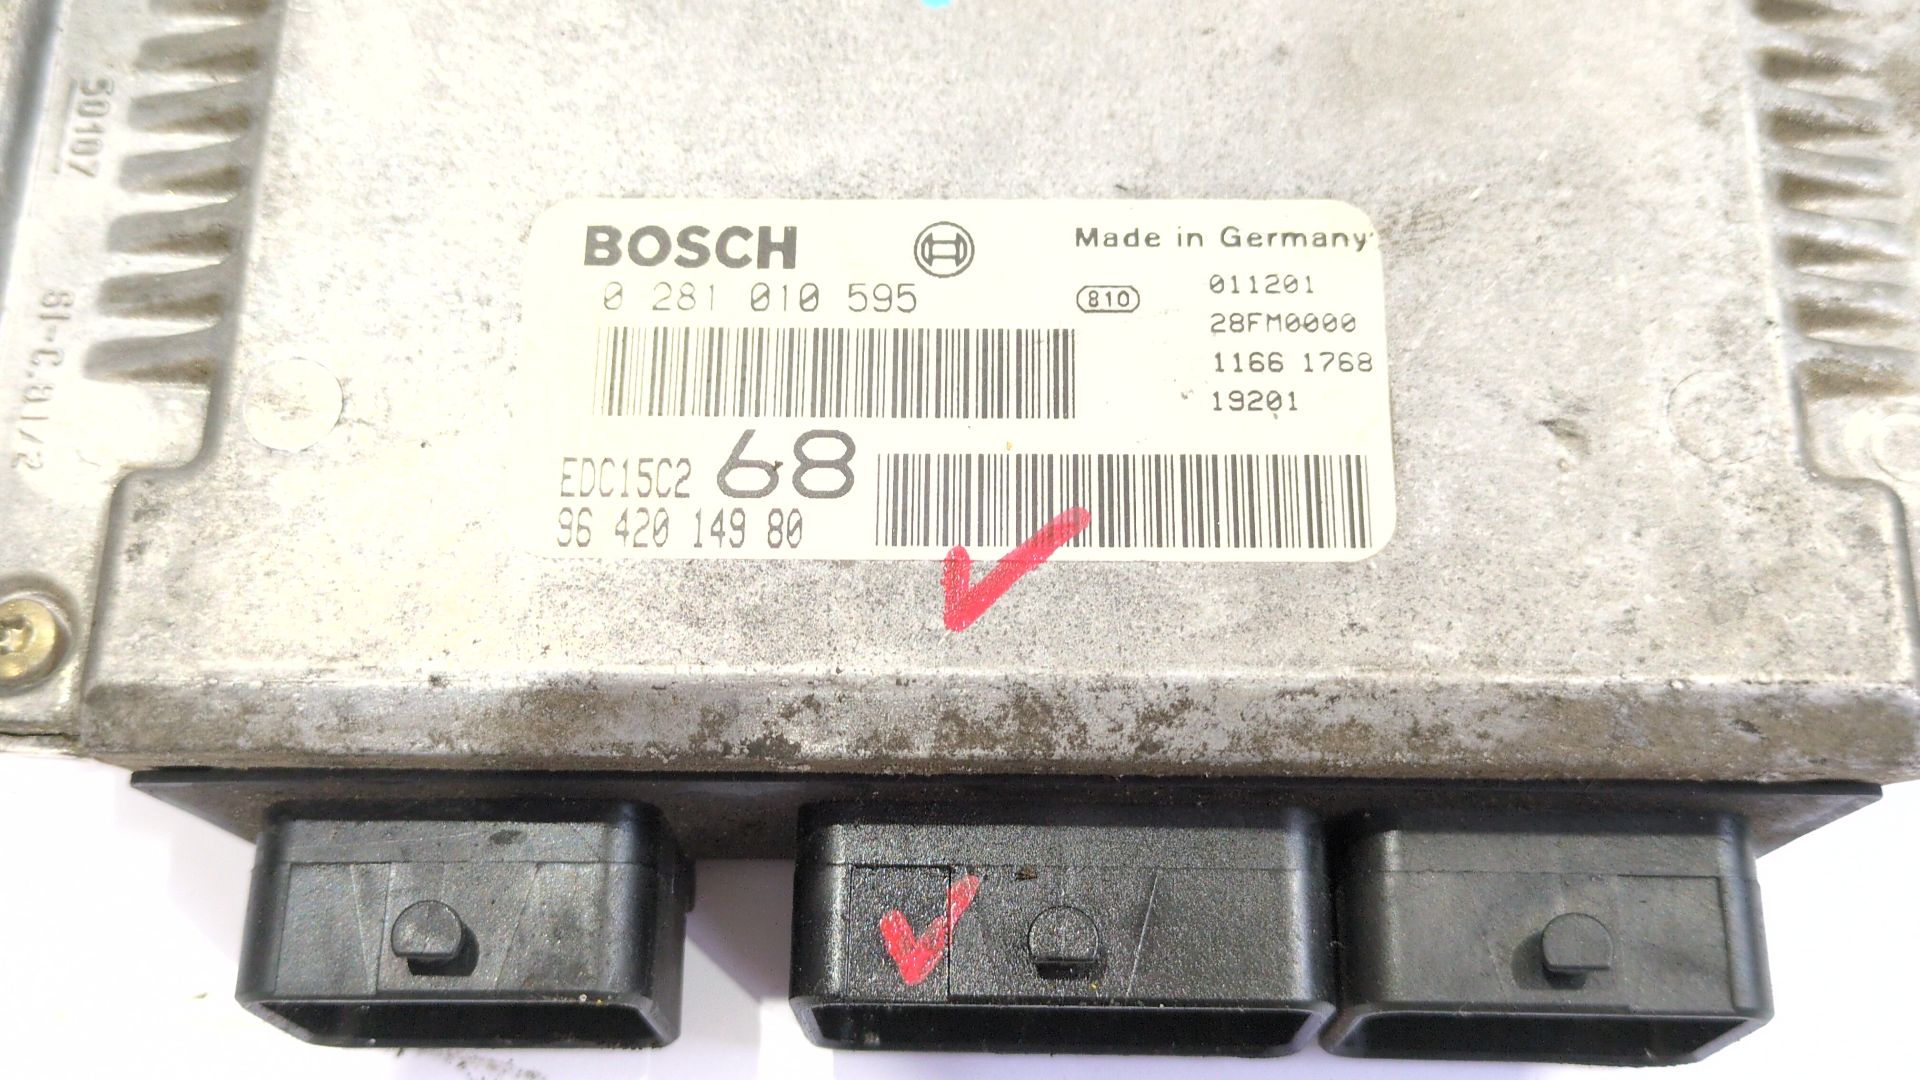 BOSCH
Made in Germany
0 281 010 595
810
011201
28FM0000
1166 1768
19201
EDC15C2 68
96 420 149 80
50107